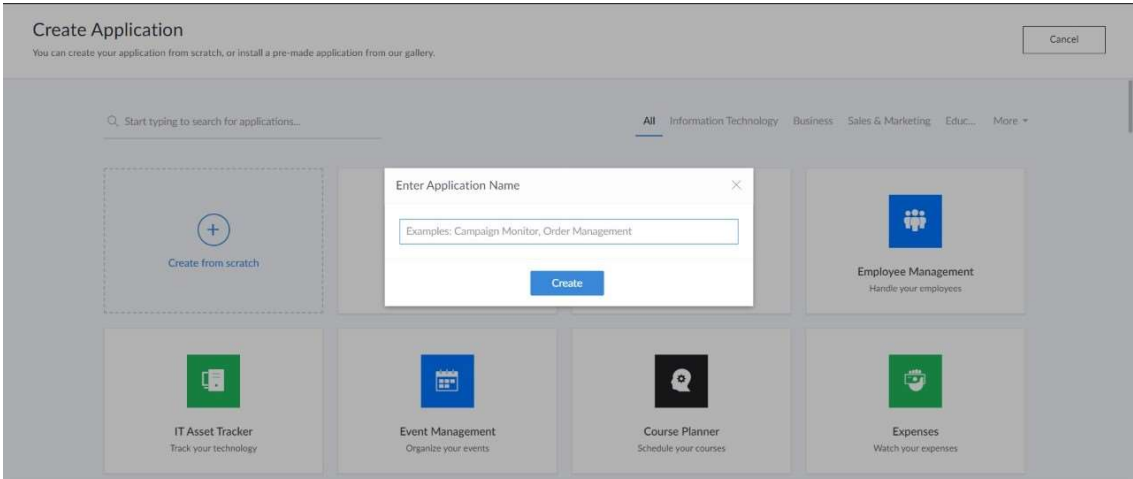 Create Application
You can create your application from scratch, or install a pre-made application from our gallery.
Cancel
Start typing to search for applications...
All Information Technology Business Sales & Marketing Educ... More
Enter Application Name
Examples: Campaign Monitor, Order Management
Create
Create from scratch
Employee Management
Handle your employees
IT Asset Tracker
Track your technology
Event Management
Organize your events
Course Planner
Schedule your courses
Expenses
Watch your expenses